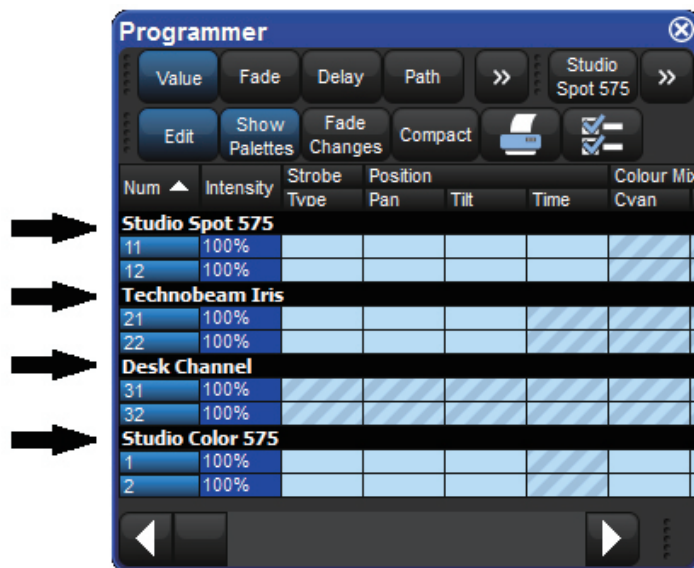 Programmer
Value Fade Delay Path » Studio Spot 575 »
Edit Show Palettes Fade Changes Compact
Num Intensity Strobe Position Colour Mix
Type Pan Tilt Time Cyan
Studio Spot 575
11 100%
12 100%
Technobeam Iris
21 100%
22 100%
Desk Channel
31 100%
32 100%
Studio Color 575
1 100%
2 100%